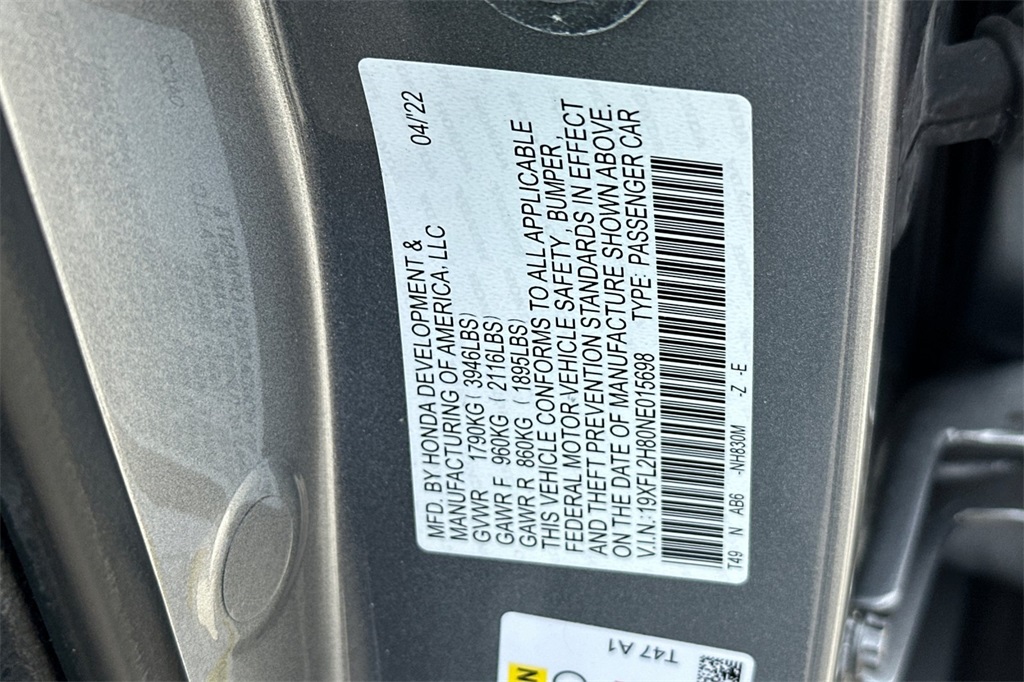 MFD. BY HONDA DEVELOPMENT & 04/'22
MANUFACTURING OF AMERICA, LLC
GVWR 1790KG ( 3946LBS)
GAWR F 960KG ( 2116LBS)
GAWR R 860KG ( 1895LBS)
THIS VEHICLE CONFORMS TO ALL APPLICABLE
FEDERAL MOTOR VEHICLE SAFETY, BUMPER,
AND THEFT PREVENTION STANDARDS IN EFFECT
ON THE DATE OF MANUFACTURE SHOWN ABOVE.
V.I.N.:19XFL2H80NE015698 TYPE: PASSENGER CAR
T49 N AB6 -NH830M -Z -E
T47 A1